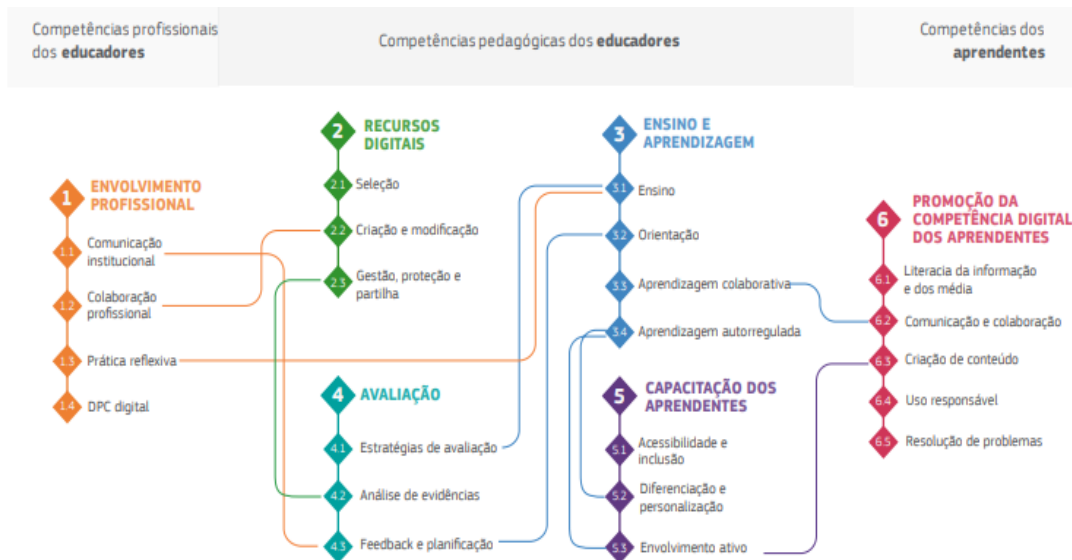 Competências profissionais
dos educadores
Competências pedagógicas dos educadores
Competências dos
aprendentes
1
ENVOLVIMENTO
PROFISSIONAL
1.1
Comunicação
institucional
1.2
Colaboração
profissional
1.3
Prática reflexiva
1.4
DPC digital
2
RECURSOS
DIGITAIS
2.1
Seleção
2.2
Criação e modificação
2.3
Gestão, proteção e
partilha
4
AVALIAÇÃO
4.1
Estratégias de avaliação
4.2
Análise de evidências
4.3
Feedback e planificação
3
ENSINO E
APRENDIZAGEM
3.1
Ensino
3.2
Orientação
3.3
Aprendizagem colaborativa
3.4
Aprendizagem autorregulada
5
CAPACITAÇÃO DOS
APRENDENTES
5.1
Acessibilidade e
inclusão
5.2
Diferenciação e
personalização
5.3
Envolvimento ativo
6
PROMOÇÃO DA
COMPETÊNCIA DIGITAL
DOS APRENDENTES
6.1
Literacia da informação
e dos média
6.2
Comunicação e colaboração
6.3
Criação de conteúdo
6.4
Uso responsável
6.5
Resolução de problemas